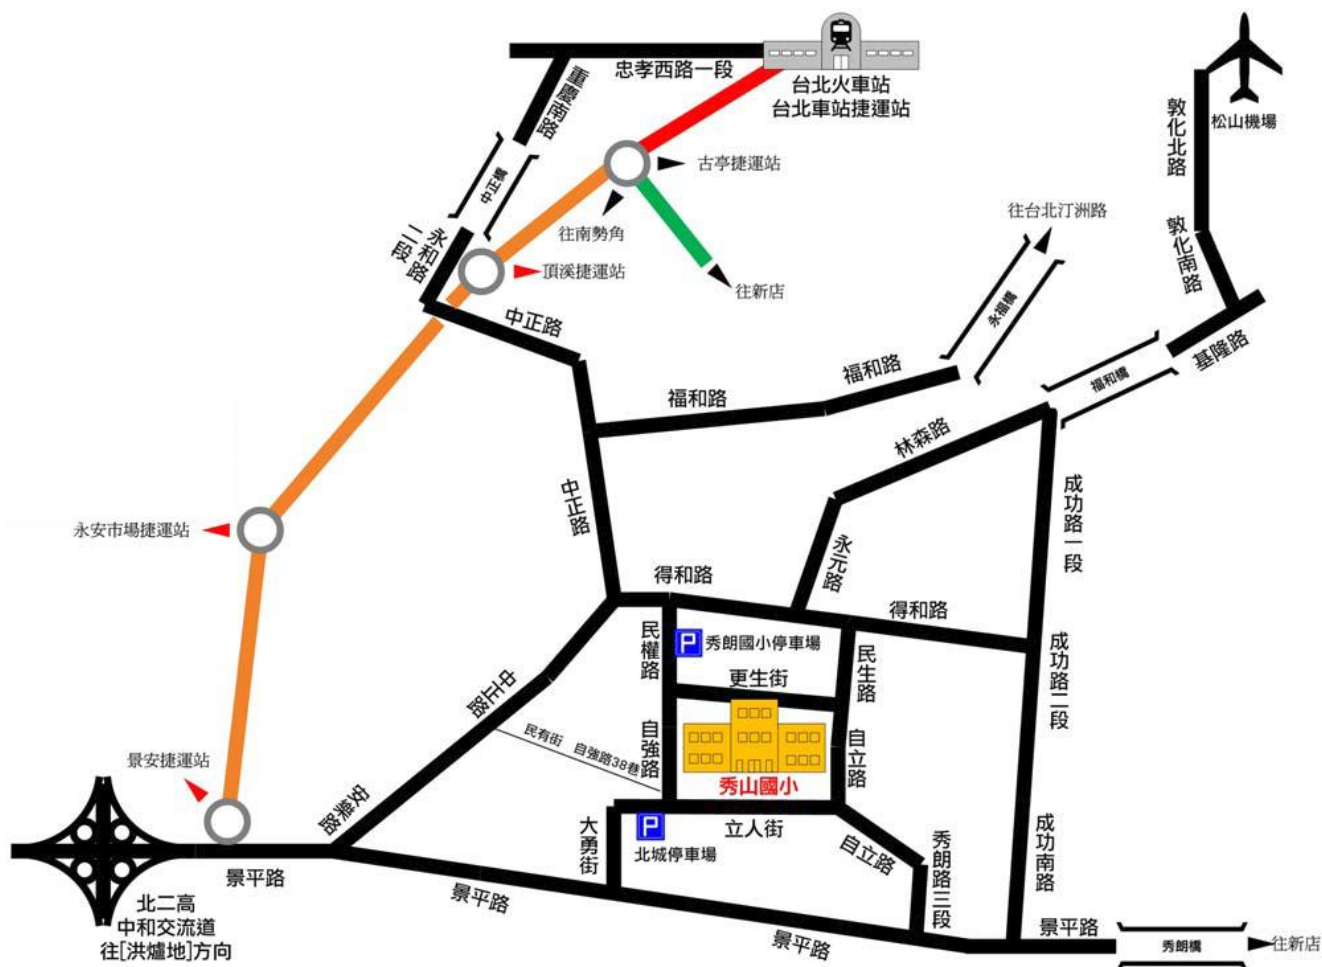 忠孝西路一段
台北火車站
台北車站捷運站
重慶南路
敦化北路
松山機場
中正橋
古亭捷運站
往台北汀洲路
往南勢角
永和路
二段
敦化南路
頂溪捷運站
往新店
永福橋
中正路
基隆路
福和橋
福和路
福和路
林森路
中正路
成功路一段
永安市場捷運站
永元路
得和路
得和路
民權路
P
秀朗國小停車場
民生路
成功路二段
更生街
中正路
民有街
自強路38巷
自強路
自立路
景安捷運站
秀山國小
安樂路
大勇街
P
立人街
北城停車場
自立路
秀朗路三段
成功南路
景平路
景平路
景平路
景平路
北二高
中和交流道
往[洪爐地]方向
秀朗橋
往新店